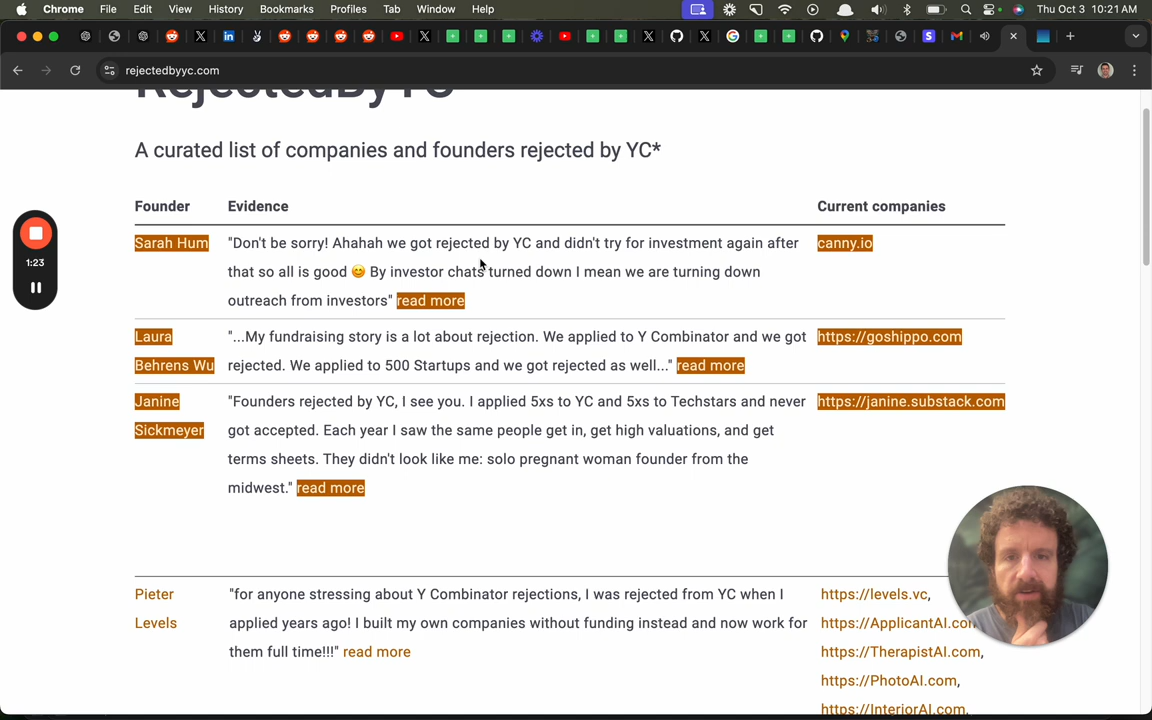 Chrome File Edit View History Bookmarks Profiles Tab Window Help Thu Oct 3 10:21 AM
rejectedbyyc.com
RejectedByYC
A curated list of companies and founders rejected by YC*
Founder Evidence Current companies
Sarah Hum "Don't be sorry! Ahahah we got rejected by YC and didn't try for investment again after canny.io
that so all is good 😊 By investor chats turned down I mean we are turning down
outreach from investors" read more
Laura "...My fundraising story is a lot about rejection. We applied to Y Combinator and we got https://goshippo.com
Behrens Wu rejected. We applied to 500 Startups and we got rejected as well..." read more
Janine "Founders rejected by YC, I see you. I applied 5xs to YC and 5xs to Techstars and never https://janine.substack.com
Sickmeyer got accepted. Each year I saw the same people get in, get high valuations, and get
terms sheets. They didn't look like me: solo pregnant woman founder from the
midwest." read more
1:23
Pieter "for anyone stressing about Y Combinator rejections, I was rejected from YC when I https://levels.vc,
Levels applied years ago! I built my own companies without funding instead and now work for https://ApplicantAI.com
them full time!!!" read more https://TherapistAI.com,
https://PhotoAI.com,
https://InteriorAI.com,